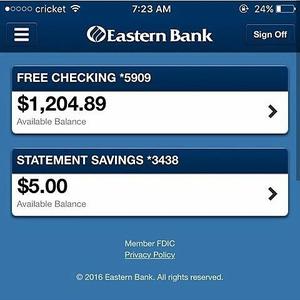 cricket 7:23 AM 24%
Eastern Bank Sign Off
FREE CHECKING *5909
$1,204.89
Available Balance
STATEMENT SAVINGS *3438
$5.00
Available Balance
Member FDIC
Privacy Policy
© 2016 Eastern Bank. All rights reserved.